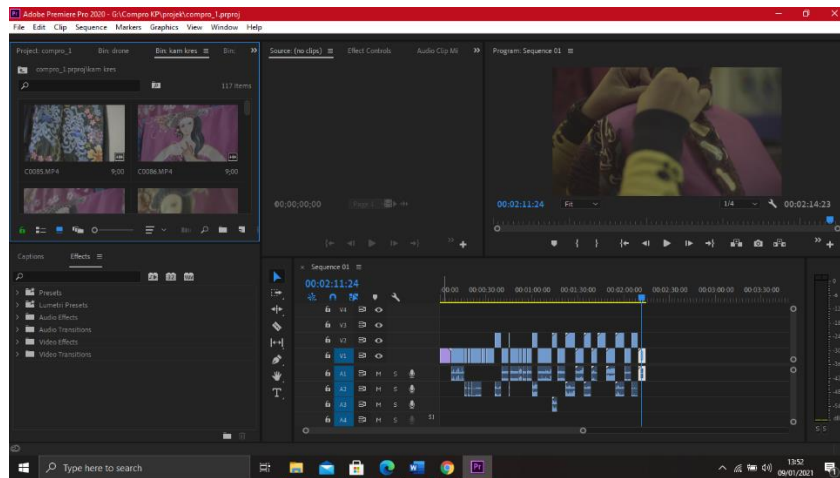 Adobe Premiere Pro 2020 - G:\Compro KP\projek\compro_1.prproj
File Edit Clip Sequence Markers Graphics View Window Help
Project: compro_1 Bin: drone Bin: kam kres Bin:
compro_1.prproj\kam kres
117 items
C0085.MP4 9;00 C0086.MP4 9;00
Source: (no clips) Effect Controls Audio Clip Mi
00;00;00;00 Page 1
Program: Sequence 01
00:02:11:24 Fit 1/4 00:02:14:23
Captions Effects
Presets
Lumetri Presets
Audio Effects
Audio Transitions
Video Effects
Video Transitions
Sequence 01
00:02:11:24
:00:00 00:00:30:00 00:01:00:00 00:01:30:00 00:02:00:00 00:02:30:00 00:03:00:00 00:03:30:00
V4
V3
V2
V1
A1 M S
A2 M S
A3 M S
A4 M S
S S
Type here to search
13:52
09/01/2021